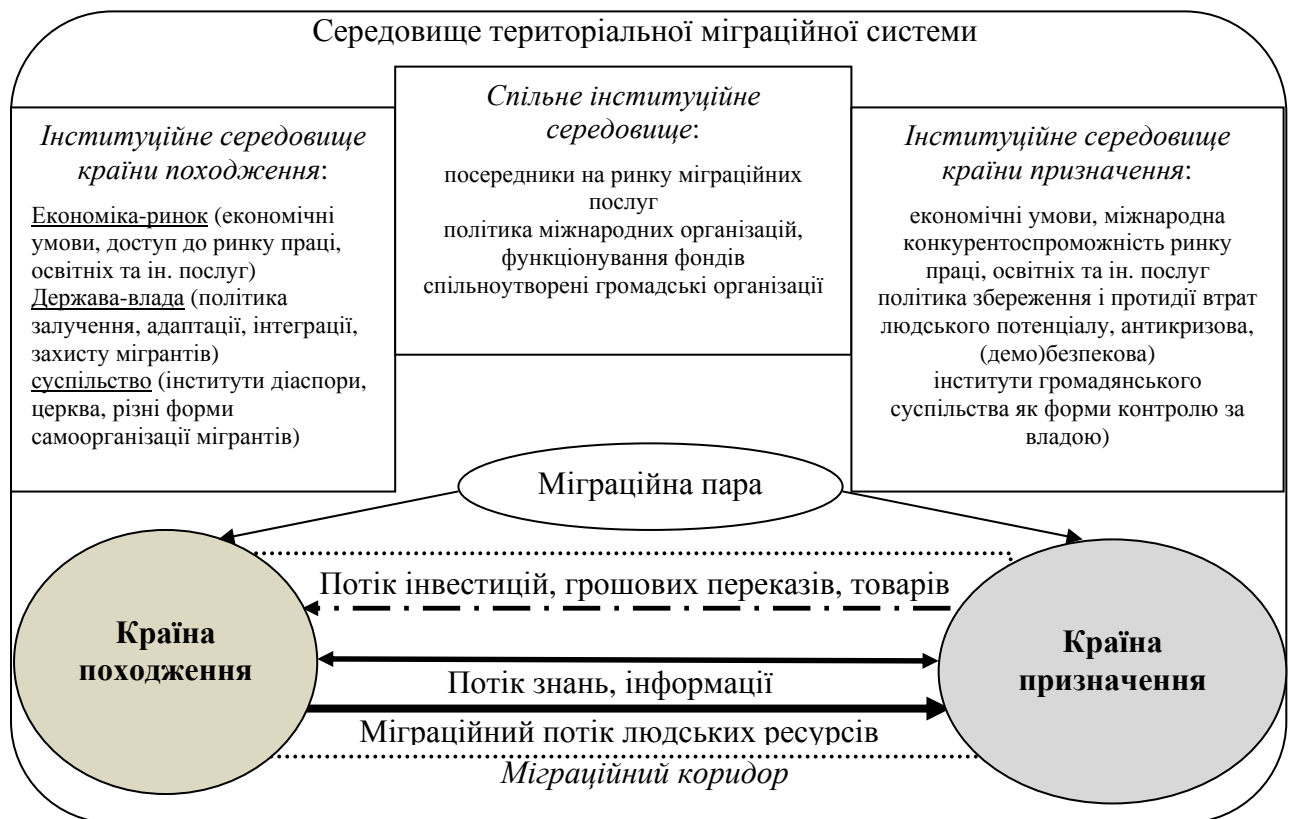 Середовище територіальної міграційної системи
Інституційне середовище
країни походження:
Економіка-ринок (економічні
умови, доступ до ринку праці,
освітніх та ін. послуг)
Держава-влада (політика
залучення, адаптації, інтеграції,
захисту мігрантів)
суспільство (інститути діаспори,
церква, різні форми
самоорганізації мігрантів)
Спільне інституційне
середовище:
посередники на ринку міграційних
послуг
політика міжнародних організацій,
функціонування фондів
спільноутворені громадські організації
Інституційне середовище
країни призначення:
економічні умови, міжнародна
конкурентоспроможність ринку
праці, освітніх та ін. послуг
політика збереження і протидії втрат
людського потенціалу, антикризова,
(демо)безпекова)
інститути громадянського
суспільства як форми контролю за
владою)
Міграційна пара
Потік інвестицій, грошових переказів, товарів
Країна
походження
Країна
призначення
Потік знань, інформації
Міграційний потік людських ресурсів
Міграційний коридор